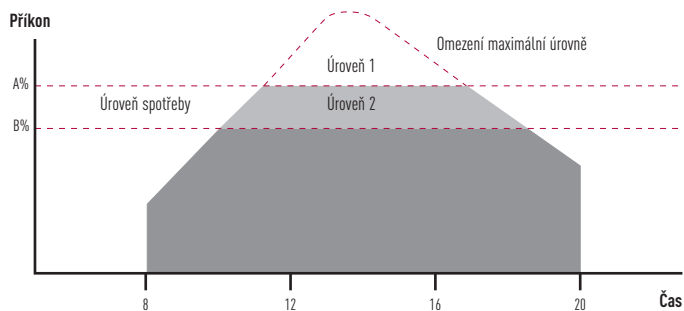 Příkon
Omezení maximální úrovně
Úroveň 1
A%
Úroveň spotřeby
Úroveň 2
B%
8
12
16
20
Čas